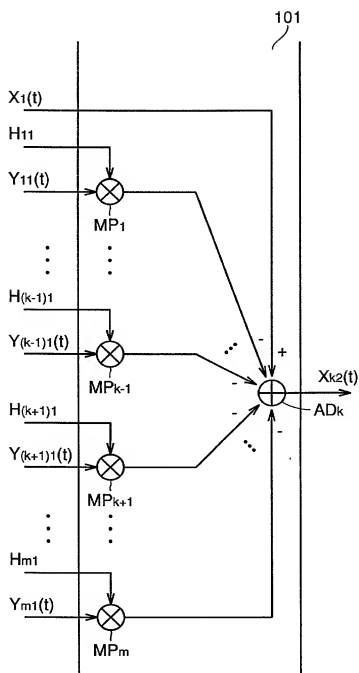 101
X1(t)
H11
Y11(t)
MP1
H(k-1)1
Y(k-1)1(t)
MPk-1
H(k+1)1
Y(k+1)1(t)
MPk+1
Hm1
Ym1(t)
MPm
-
+
-
-
-
Xk2(t)
ADk